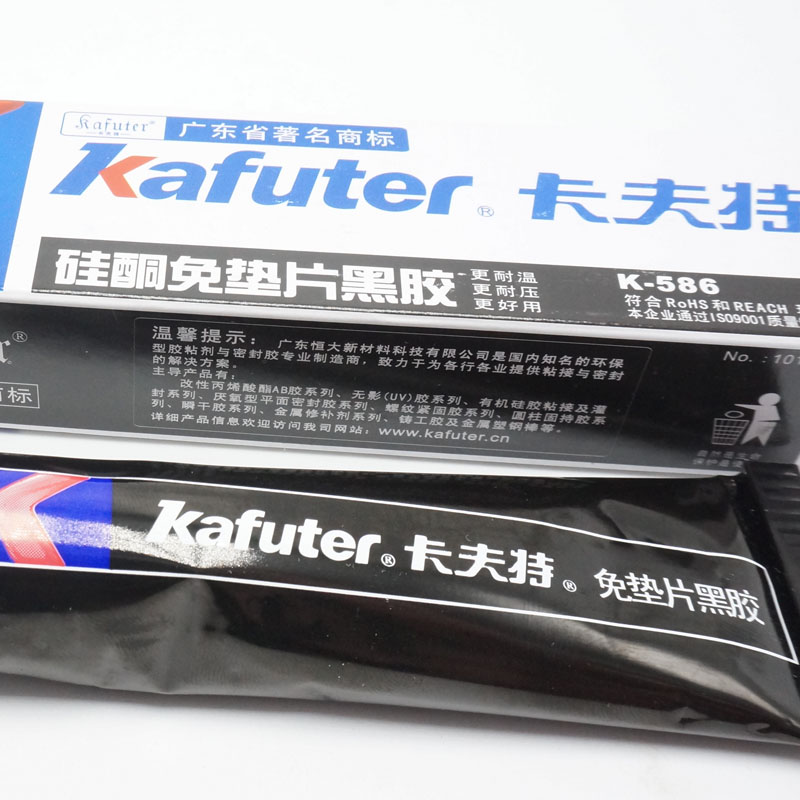 Kafuter®
广东省著名商标
Kafuter® 卡夫特
硅酮免垫片黑胶
更耐温
更耐压
更好用
K-586
符合RoHS和REACH
本企业通过ISO9001质量
®
商标
温馨提示: 广东恒大新材料科技有限公司是国内知名的环保
型胶粘剂与密封胶专业制造商，致力于为各行各业提供粘接与密封
的解决方案。
主导产品有:
改性丙烯酸酯AB胶系列、无影(UV)胶系列、有机硅胶粘接及灌
封系列、厌氧型平面密封胶系列、螺纹紧固胶系列、圆柱固持胶系
列、瞬干胶系列、金属修补剂系列、铸工胶及金属塑钢棒等。
详细产品信息欢迎访问我司网站: www.kafuter.cn
No.:101
Kafuter® 卡夫特® 免垫片黑胶